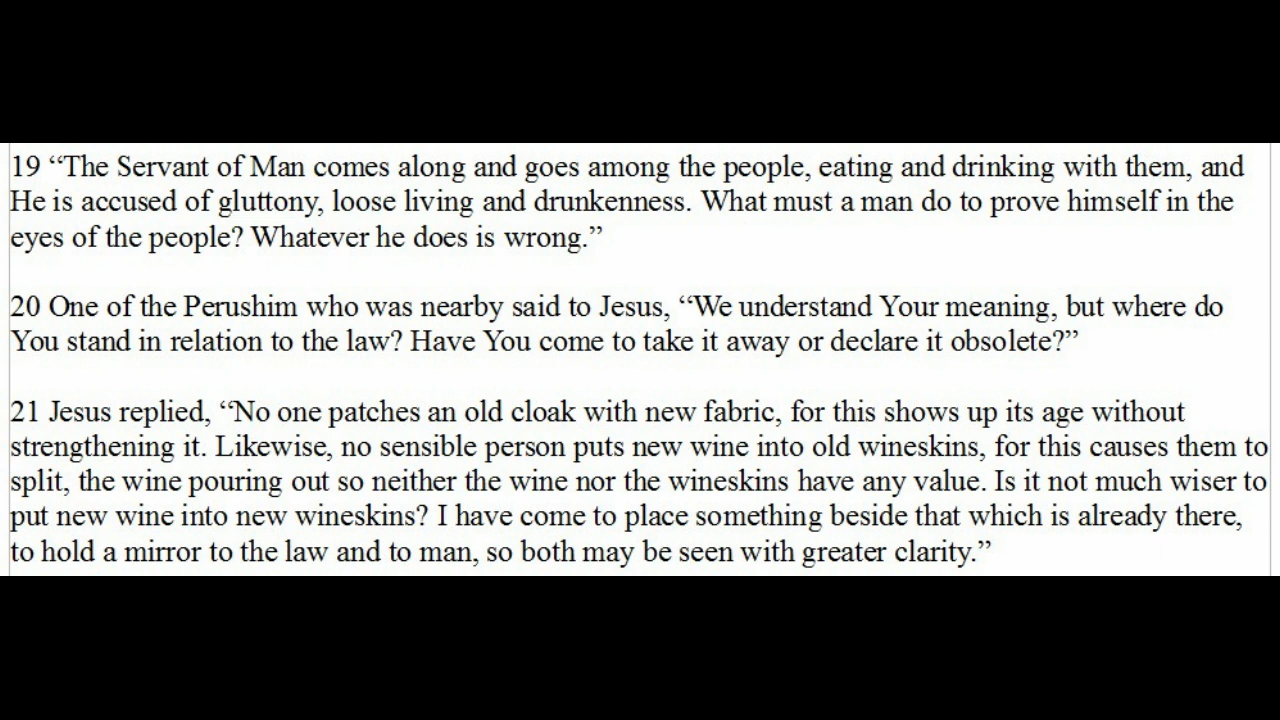 19 “The Servant of Man comes along and goes among the people, eating and drinking with them, and
He is accused of gluttony, loose living and drunkenness. What must a man do to prove himself in the
eyes of the people? Whatever he does is wrong.”
20 One of the Perushim who was nearby said to Jesus, “We understand Your meaning, but where do
You stand in relation to the law? Have You come to take it away or declare it obsolete?”
21 Jesus replied, “No one patches an old cloak with new fabric, for this shows up its age without
strengthening it. Likewise, no sensible person puts new wine into old wineskins, for this causes them to
split, the wine pouring out so neither the wine nor the wineskins have any value. Is it not much wiser to
put new wine into new wineskins? I have come to place something beside that which is already there,
to hold a mirror to the law and to man, so both may be seen with greater clarity.”